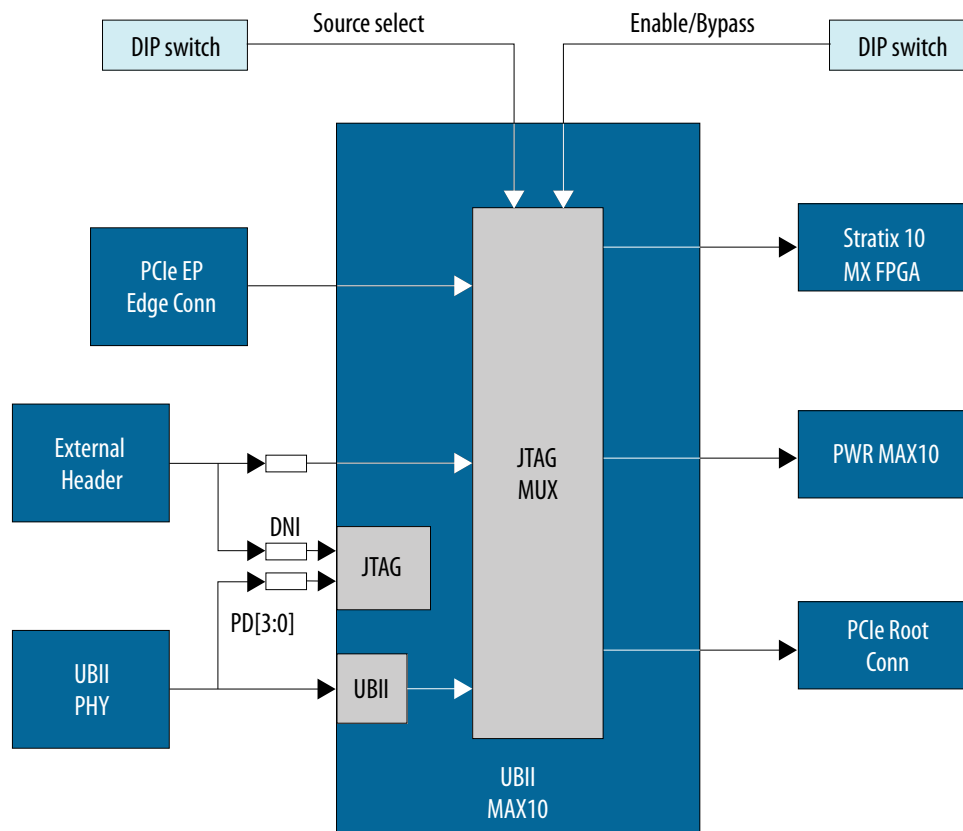 DIP switch
Source select
Enable/Bypass
DIP switch
PCIe EP
Edge Conn
Stratix 10
MX FPGA
External
Header
JTAG
MUX
PWR MAX10
DNI
JTAG
PD[3:0]
UBII
PHY
UBII
PCIe Root
Conn
UBII
MAX10